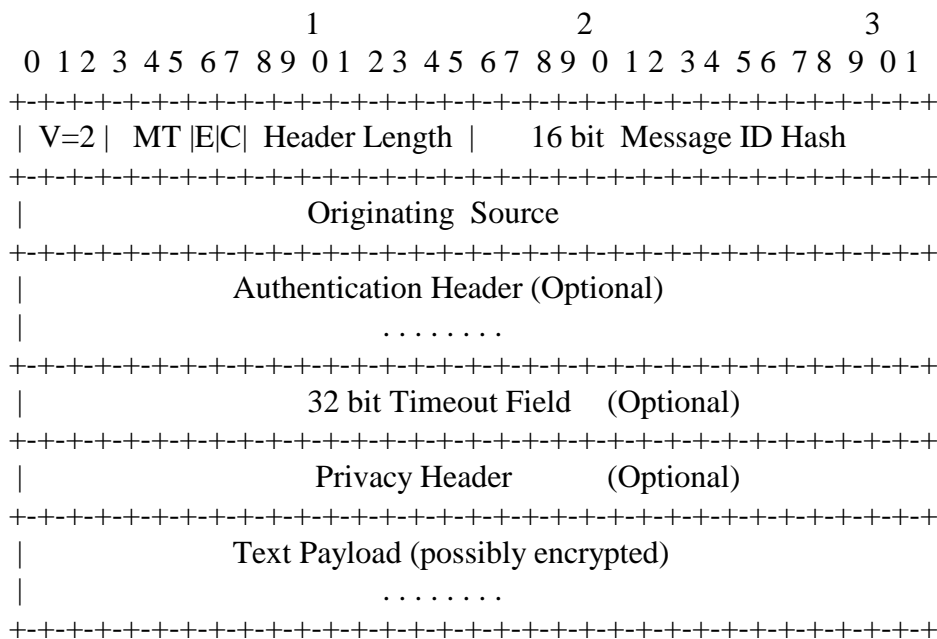 1 2 3
0 1 2 3 4 5 6 7 8 9 0 1 2 3 4 5 6 7 8 9 0 1 2 3 4 5 6 7 8 9 0 1
+-+-+-+-+-+-+-+-+-+-+-+-+-+-+-+-+-+-+-+-+-+-+-+-+-+-+-+-+-+-+-+-+
| V=2 | MT |E|C| Header Length | 16 bit Message ID Hash
+-+-+-+-+-+-+-+-+-+-+-+-+-+-+-+-+-+-+-+-+-+-+-+-+-+-+-+-+-+-+-+-+
| Originating Source
+-+-+-+-+-+-+-+-+-+-+-+-+-+-+-+-+-+-+-+-+-+-+-+-+-+-+-+-+-+-+-+-+
| Authentication Header (Optional)
| . . . . . . . .
+-+-+-+-+-+-+-+-+-+-+-+-+-+-+-+-+-+-+-+-+-+-+-+-+-+-+-+-+-+-+-+-+
| 32 bit Timeout Field (Optional)
+-+-+-+-+-+-+-+-+-+-+-+-+-+-+-+-+-+-+-+-+-+-+-+-+-+-+-+-+-+-+-+-+
| Privacy Header (Optional)
+-+-+-+-+-+-+-+-+-+-+-+-+-+-+-+-+-+-+-+-+-+-+-+-+-+-+-+-+-+-+-+-+
| Text Payload (possibly encrypted)
| . . . . . . . .
+-+-+-+-+-+-+-+-+-+-+-+-+-+-+-+-+-+-+-+-+-+-+-+-+-+-+-+-+-+-+-+-+